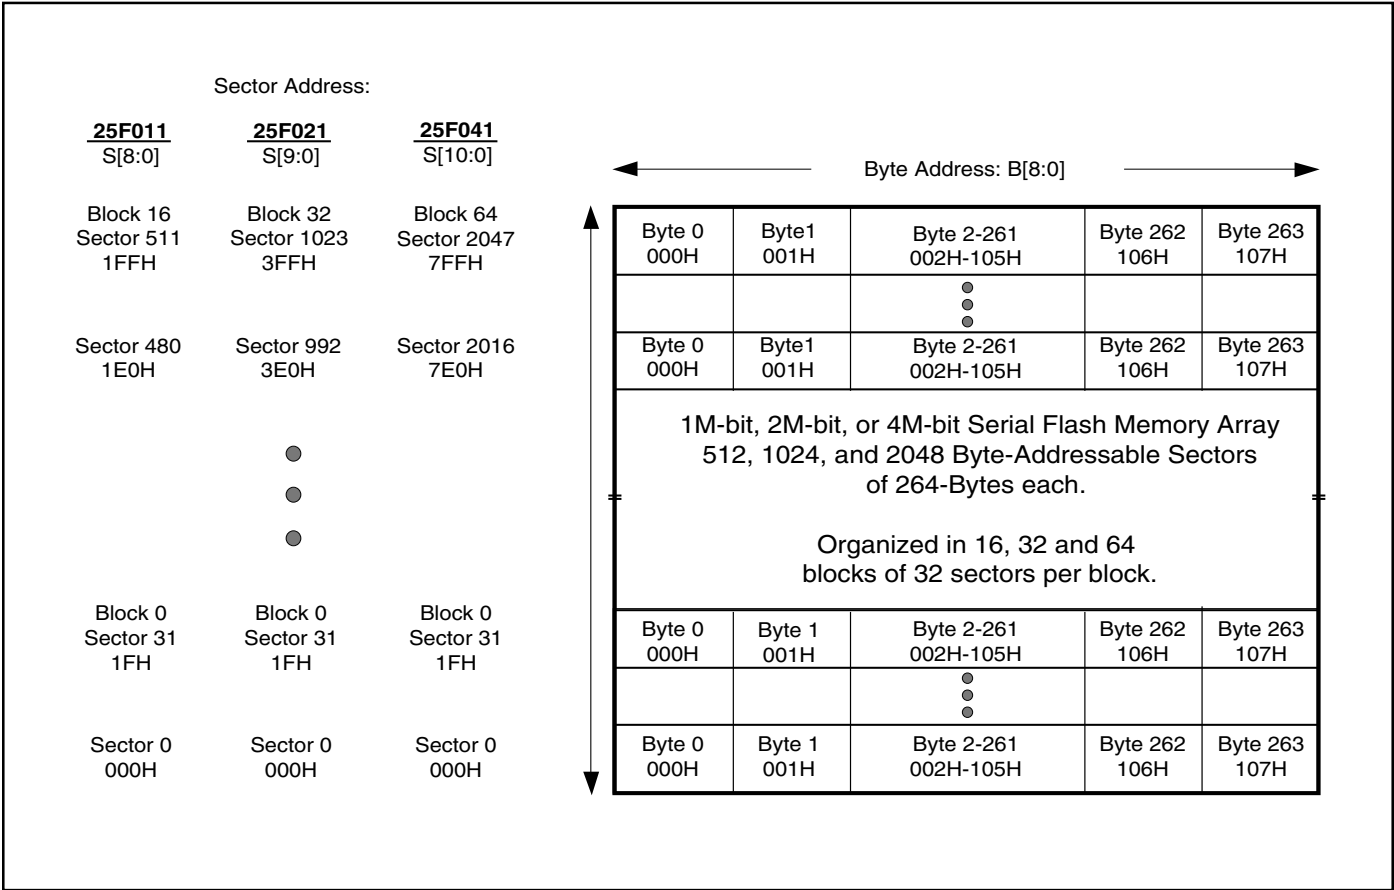 Sector Address:
25F011
S[8:0]
25F021
S[9:0]
25F041
S[10:0]
Block 16
Sector 511
1FFH
Block 32
Sector 1023
3FFH
Block 64
Sector 2047
7FFH
Sector 480
1E0H
Sector 992
3E0H
Sector 2016
7E0H
Block 0
Sector 31
1FH
Block 0
Sector 31
1FH
Block 0
Sector 31
1FH
Sector 0
000H
Sector 0
000H
Sector 0
000H
Byte Address: B[8:0]
Byte 0
000H
Byte1
001H
Byte 2-261
002H-105H
Byte 262
106H
Byte 263
107H
Byte 0
000H
Byte1
001H
Byte 2-261
002H-105H
Byte 262
106H
Byte 263
107H
1M-bit, 2M-bit, or 4M-bit Serial Flash Memory Array
512, 1024, and 2048 Byte-Addressable Sectors
of 264-Bytes each.
Organized in 16, 32 and 64
blocks of 32 sectors per block.
Byte 0
000H
Byte 1
001H
Byte 2-261
002H-105H
Byte 262
106H
Byte 263
107H
Byte 0
000H
Byte 1
001H
Byte 2-261
002H-105H
Byte 262
106H
Byte 263
107H